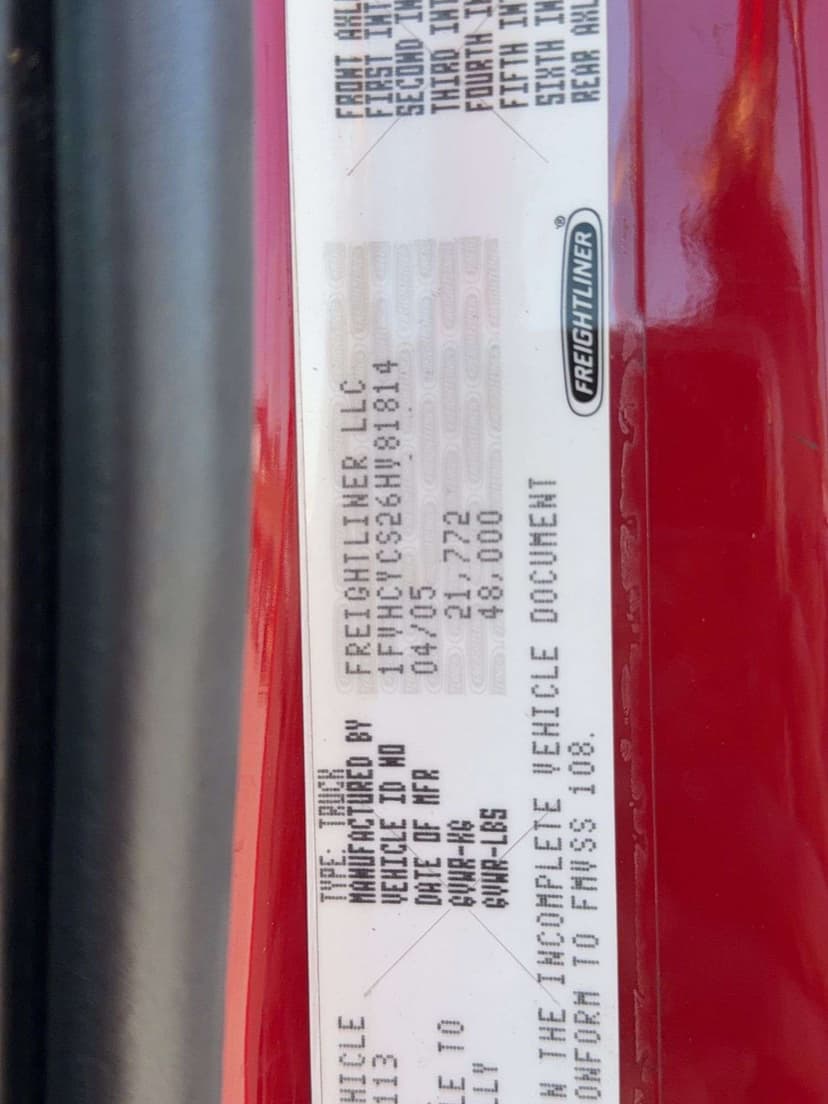 HICLE
113
LE TO
LLY
TYPE: TRUCK
MANUFACTURED BY FREIGHTLINER LLC
VEHICLE ID NO 1FVHCYCS26HV81814
DATE OF MFR 04/05
GVWR-KG 21,772
GVWR-LBS 48,000
N THE INCOMPLETE VEHICLE DOCUMENT
ONFORM TO FMVSS 108.
FREIGHTLINER®
FRONT AXL
FIRST INT
SECOND IN
THIRD INT
FOURTH IN
FIFTH INT
SIXTH IN
REAR AXL